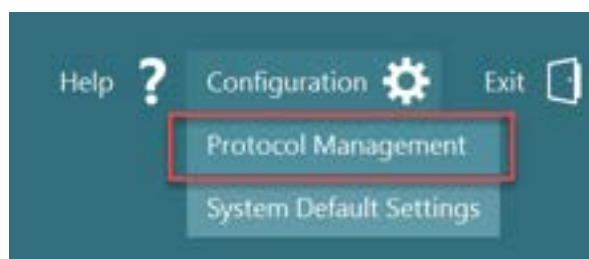 Help ? Configuration Exit
Protocol Management
System Default Settings